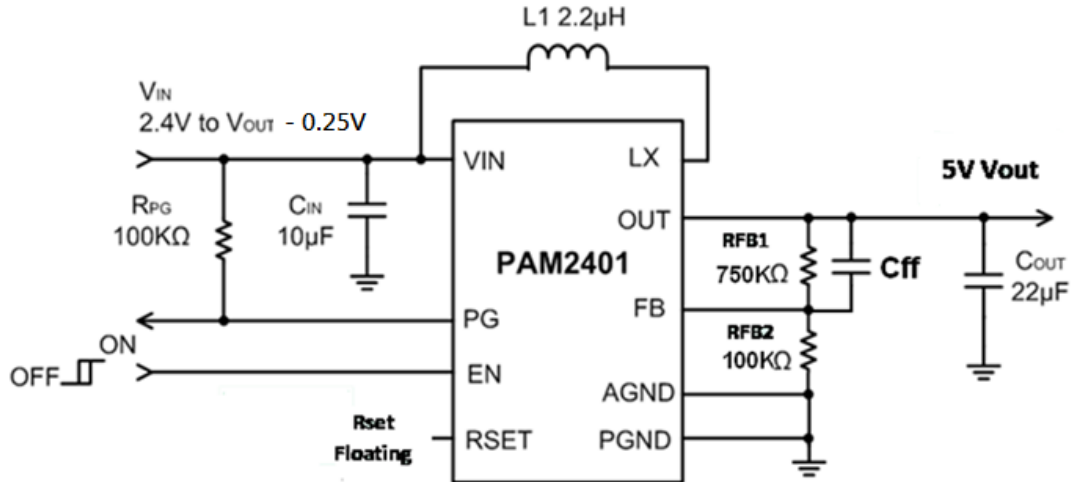 L1 2.2µH
VIN
2.4V to VOUT - 0.25V
RPG
100KΩ
CIN
10µF
VIN
LX
5V Vout
OUT
RFB1
750KΩ
Cff
COUT
22µF
PAM2401
FB
PG
RFB2
100KΩ
ON
OFF
EN
AGND
Rset
Floating
RSET
PGND